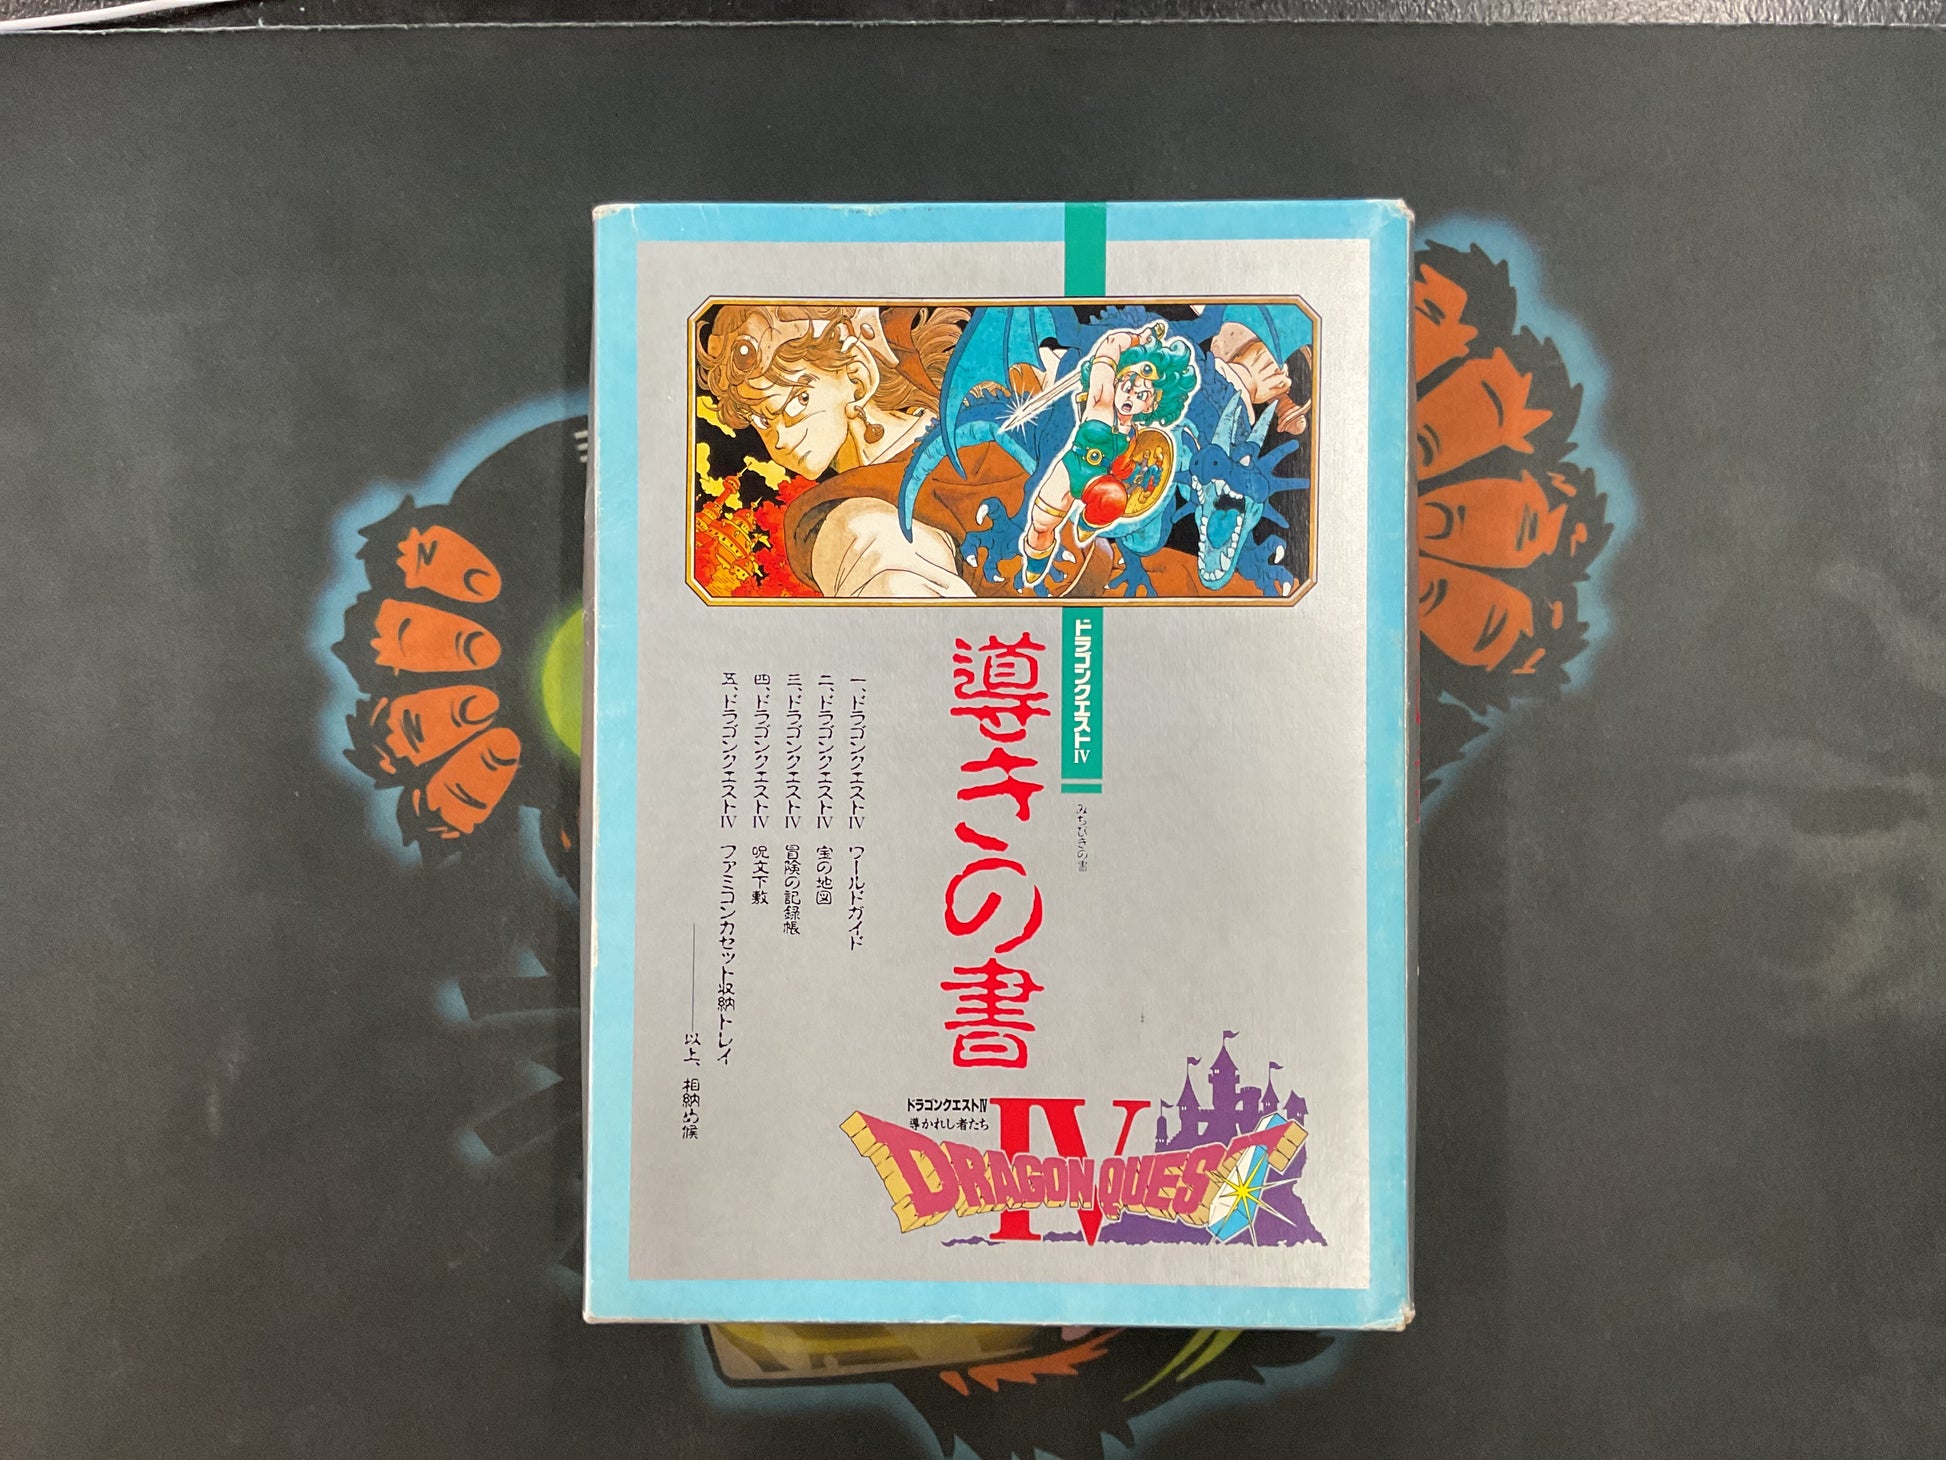 ドラゴンクエストIV
みちびきの書
導せきの書
一、ドラゴンクエストIV ワールドガイド
二、ドラゴンクエストIV 宝の地図
三、ドラゴンクエストIV 冒険の記録帳
四、ドラゴンクエストIV 呪文下敷
五、ドラゴンクエストIV ファミコンカセット収納トレイ
以上、相納め候
ドラゴンクエストIV
導かれし者たち
IV
DRAGON QUEST